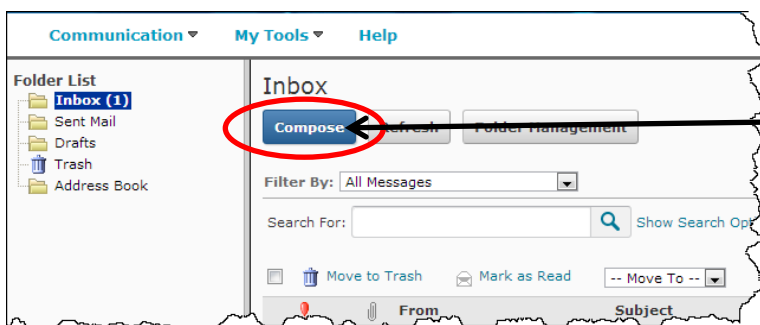 Communication ▾ My Tools ▾ Help
Folder List
Inbox (1)
Sent Mail
Drafts
Trash
Address Book
Inbox
Compose Refresh Folder Management
Filter By: All Messages
Search For: Show Search Opt
Move to Trash Mark as Read -- Move To --
From Subject